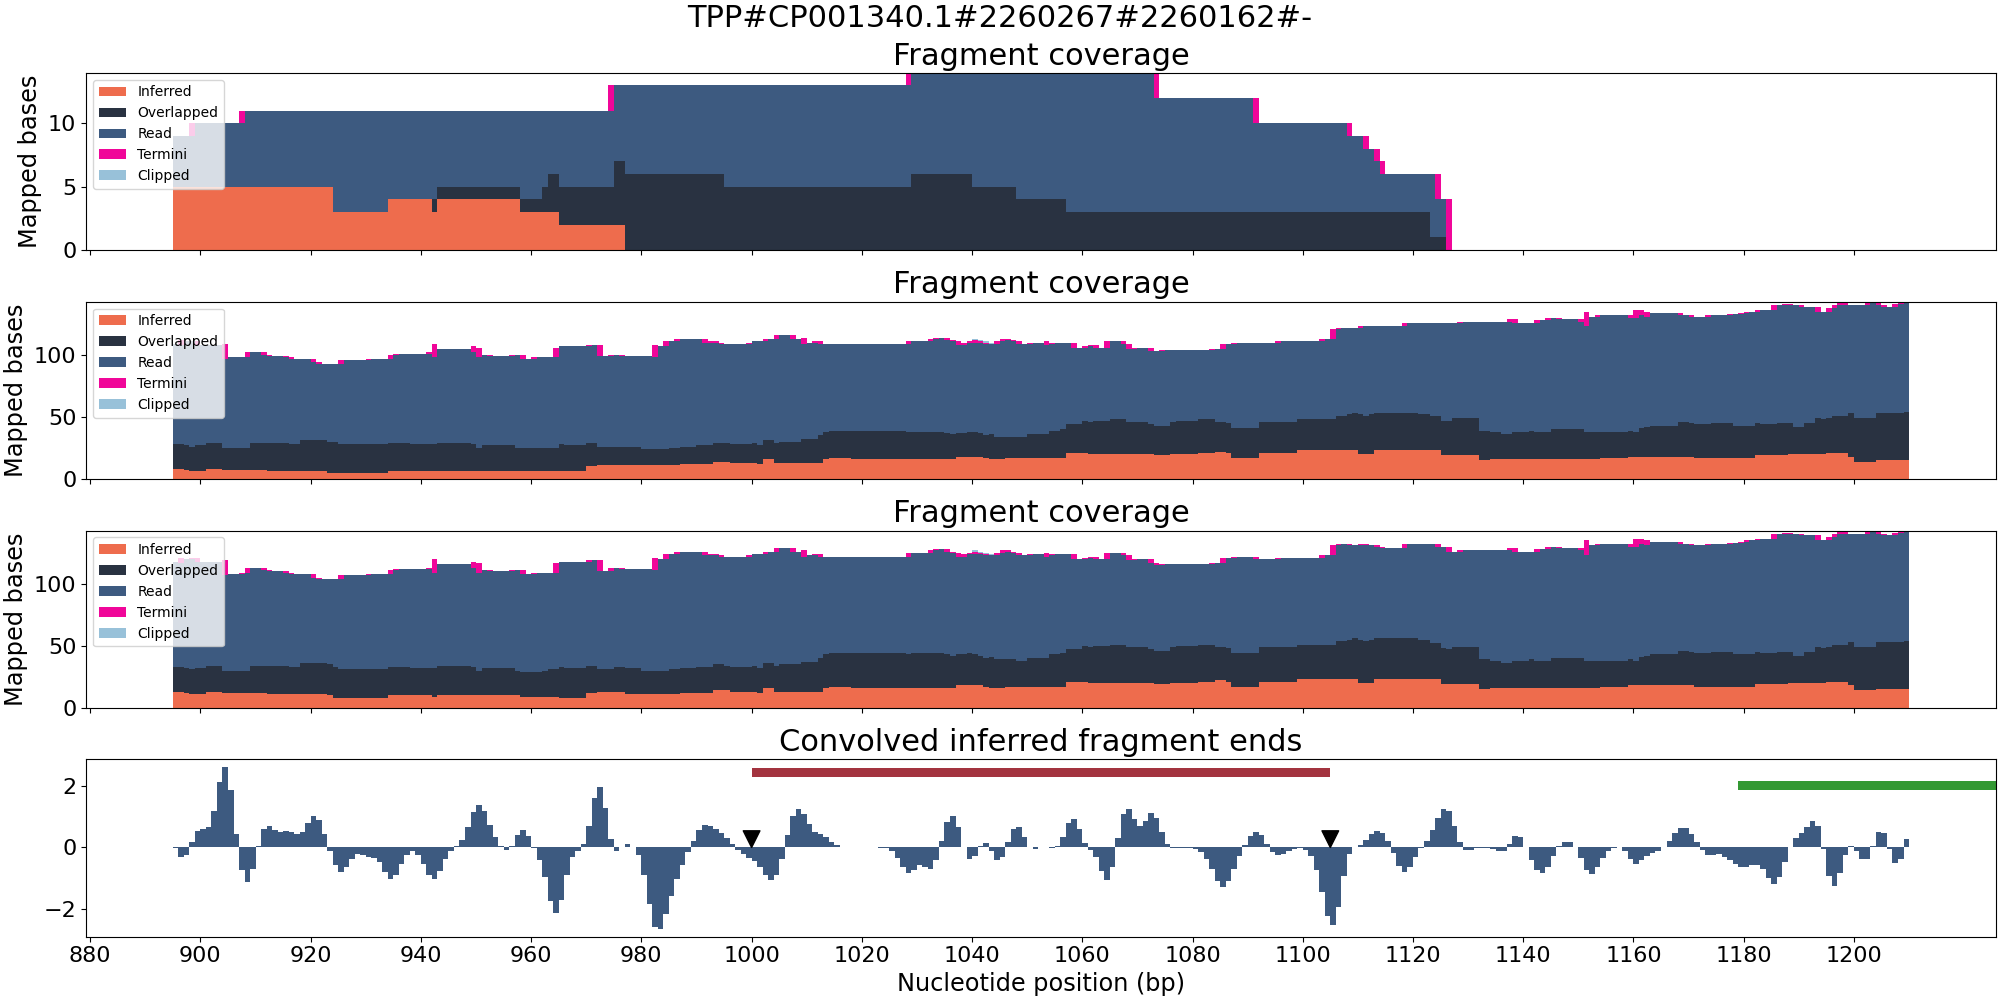 TPP#CP001340.1#2260267#2260162#-
Fragment coverage
Mapped bases
10
5
0
Inferred
Overlapped
Read
Termini
Clipped
Fragment coverage
Mapped bases
100
50
0
Inferred
Overlapped
Read
Termini
Clipped
Fragment coverage
Mapped bases
100
50
0
Inferred
Overlapped
Read
Termini
Clipped
Convolved inferred fragment ends
2
0
−2
880 900 920 940 960 980 1000 1020 1040 1060 1080 1100 1120 1140 1160 1180 1200
Nucleotide position (bp)